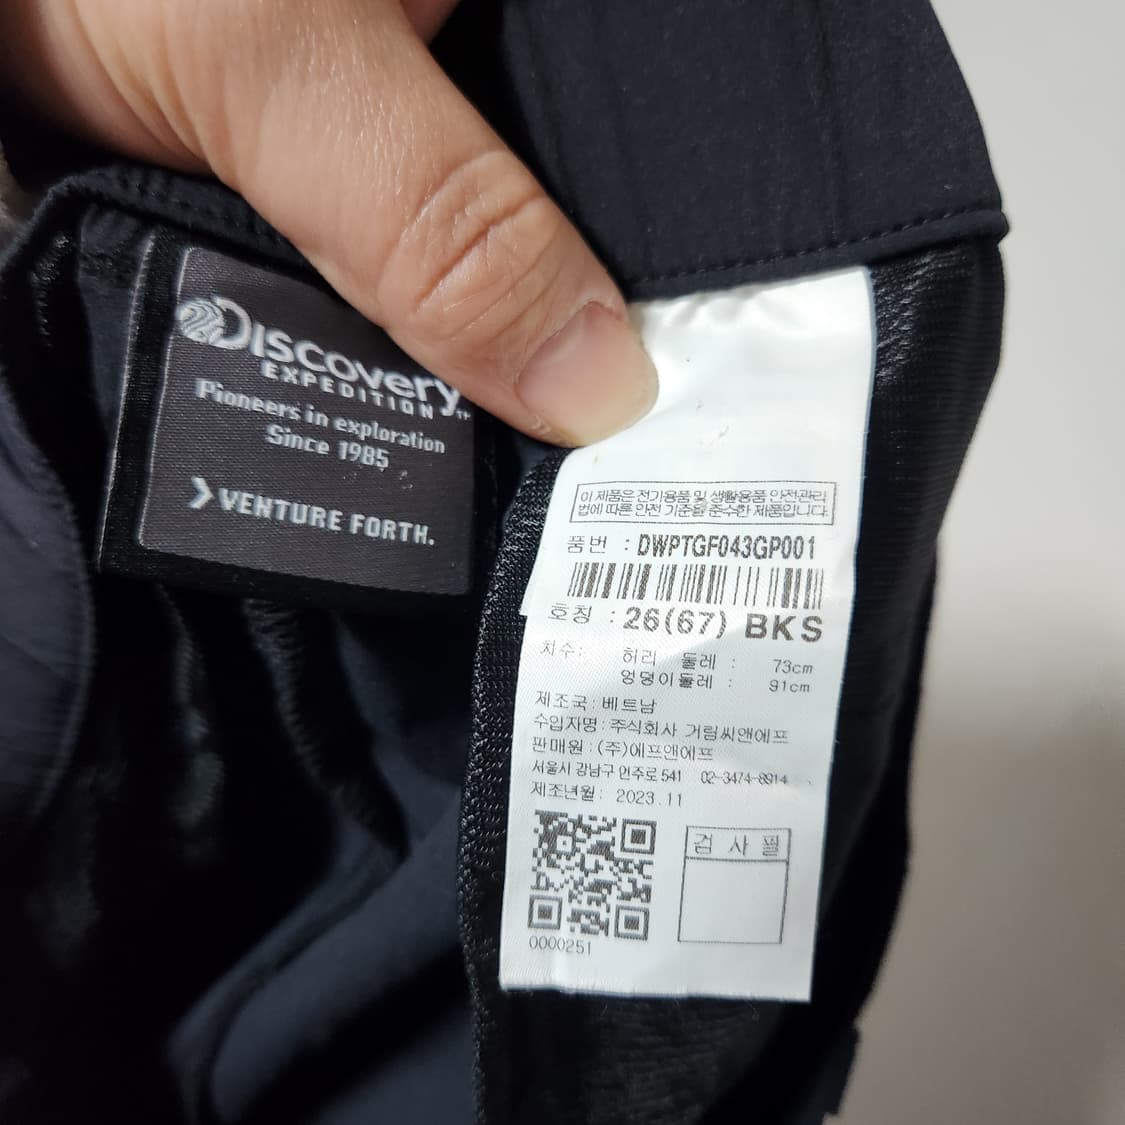 DISCOVERY
EXPEDITION™
Pioneers in exploration
Since 1985
VENTURE FORTH.
이 제품은 전기용품 및 생활용품 안전관리
법에 따른 안전 기준을 준수한 제품입니다.
품번 : DWPTGF043GP001
호칭 : 26(67) BKS
치수: 허리 둘레 : 73cm
엉덩이둘레 : 91cm
제조국: 베트남
수입자명: 주식회사 거림씨앤에프
판매원 : (주)에프앤에프
서울시 강남구 언주로 541 02-3474-8914
제조년월: 2023.11
검 사 필
0000251